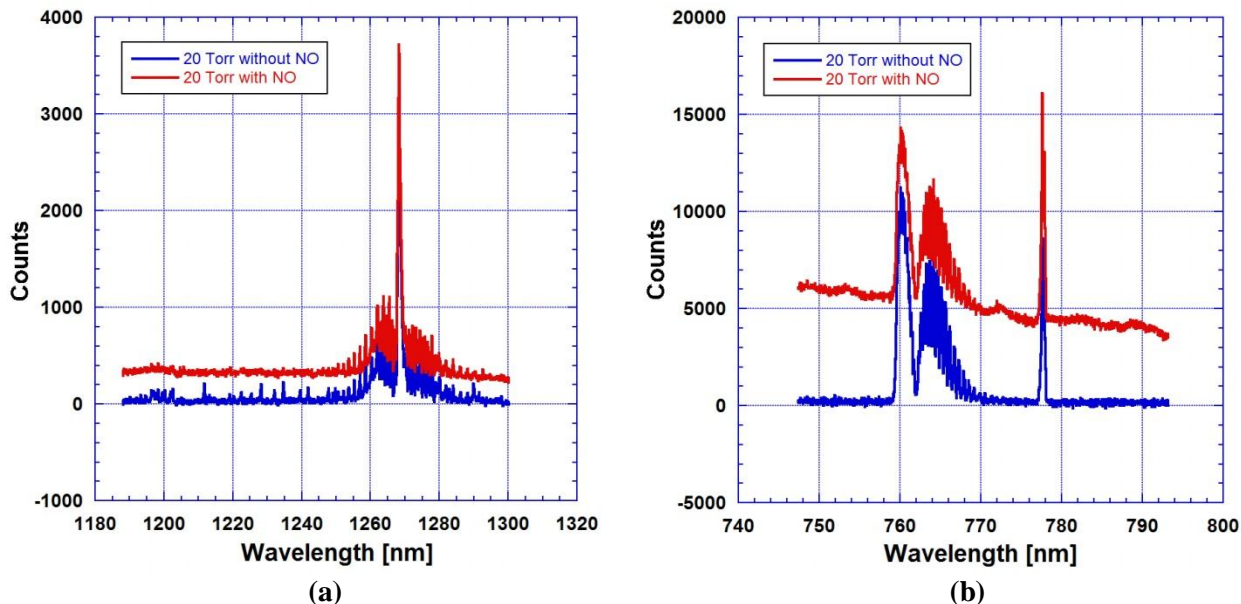 4000
3000
2000
1000
0
-1000
1180 1200 1220 1240 1260 1280 1300 1320
Counts
Wavelength [nm]
20 Torr without NO
20 Torr with NO
(a)
20000
15000
10000
5000
0
-5000
740 750 760 770 780 790 800
Counts
Wavelength [nm]
20 Torr without NO
20 Torr with NO
(b)